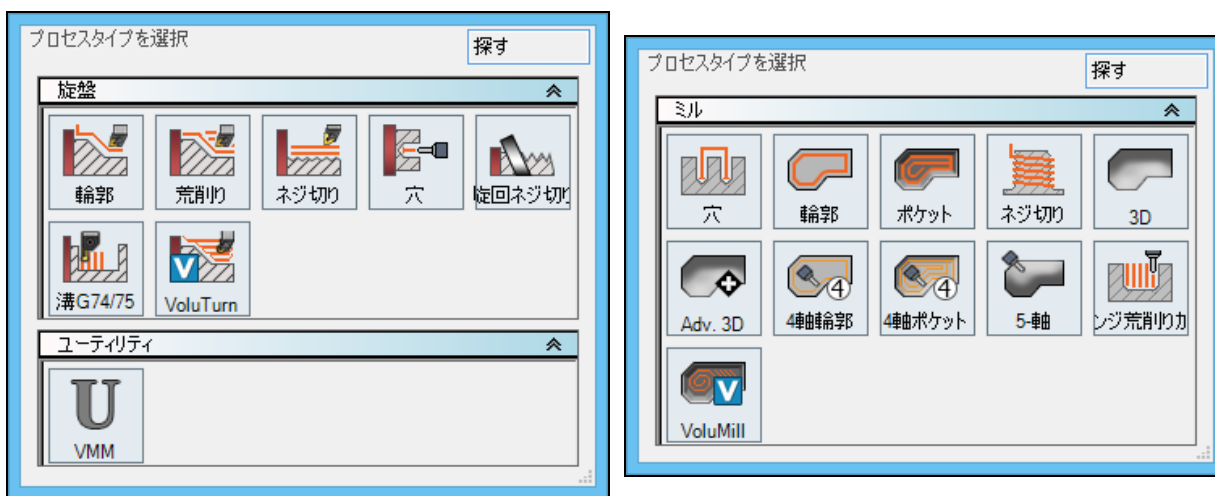 プロセスタイプを選択
探す
旋盤
輪郭
荒削り
ネジ切り
穴
旋回ネジ切り
溝G74/75
VoluTurn
ユーティリティ
VMM
プロセスタイプを選択
探す
ミル
穴
輪郭
ポケット
ネジ切り
3D
Adv. 3D
4軸輪郭
4軸ポケット
5-軸
ンジ荒削りカ
VoluMill